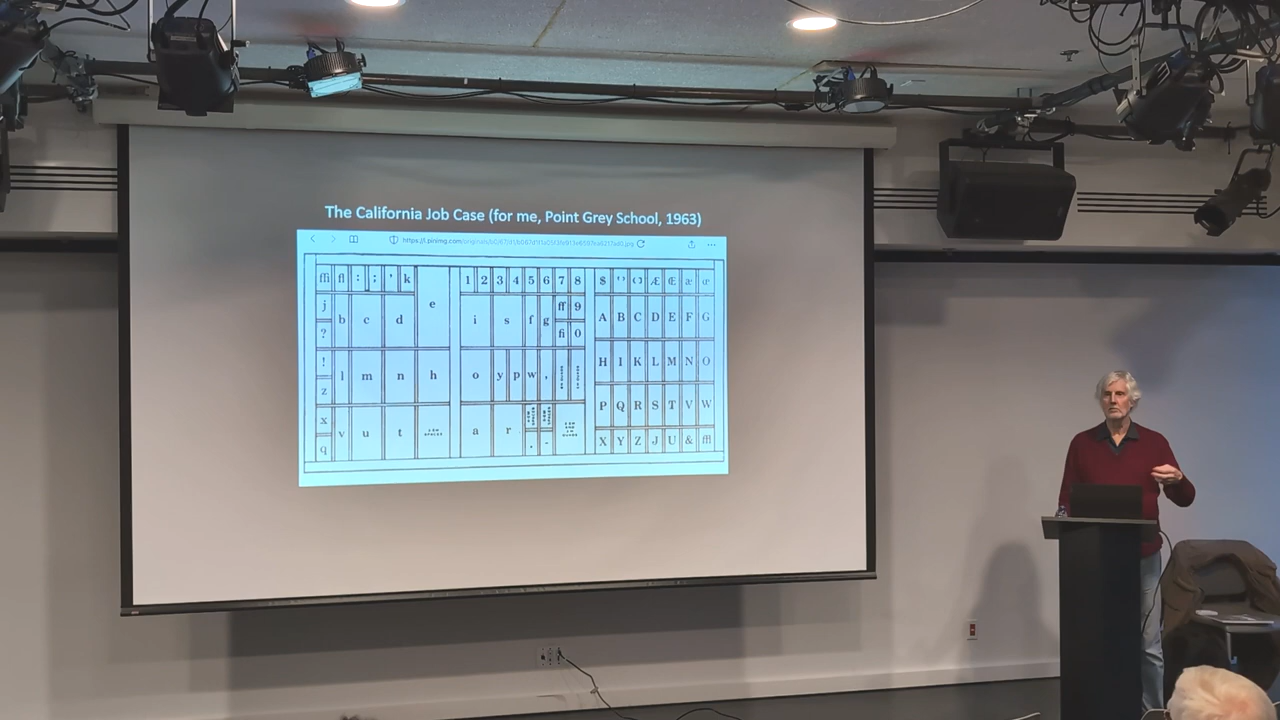 The California Job Case (for me, Point Grey School, 1963)
ffi fl : ; ' k e 1 2 3 4 5 6 7 8 $ Æ Œ æ œ
j b c d i s f g ff 9 A B C D E F G
? fi 0
! l m n h o y p w , H I K L M N O
z
x v u t a r P Q R S T V W
q . - X Y Z J U & ffl